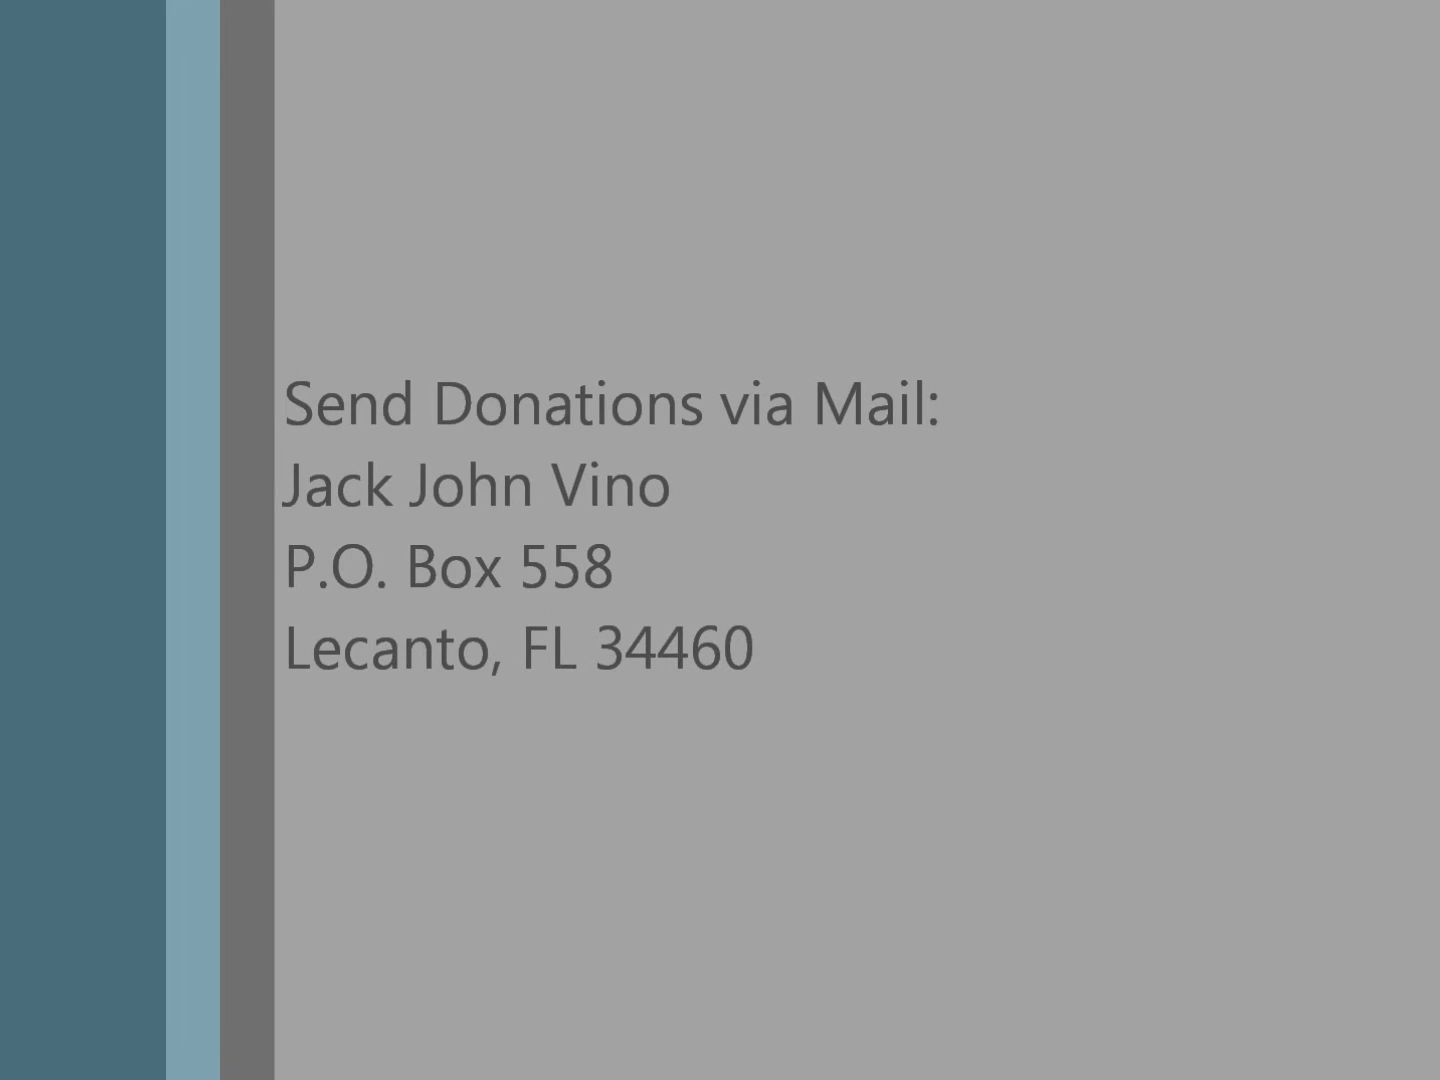 Send Donations via Mail:
Jack John Vino
P.O. Box 558
Lecanto, FL 34460